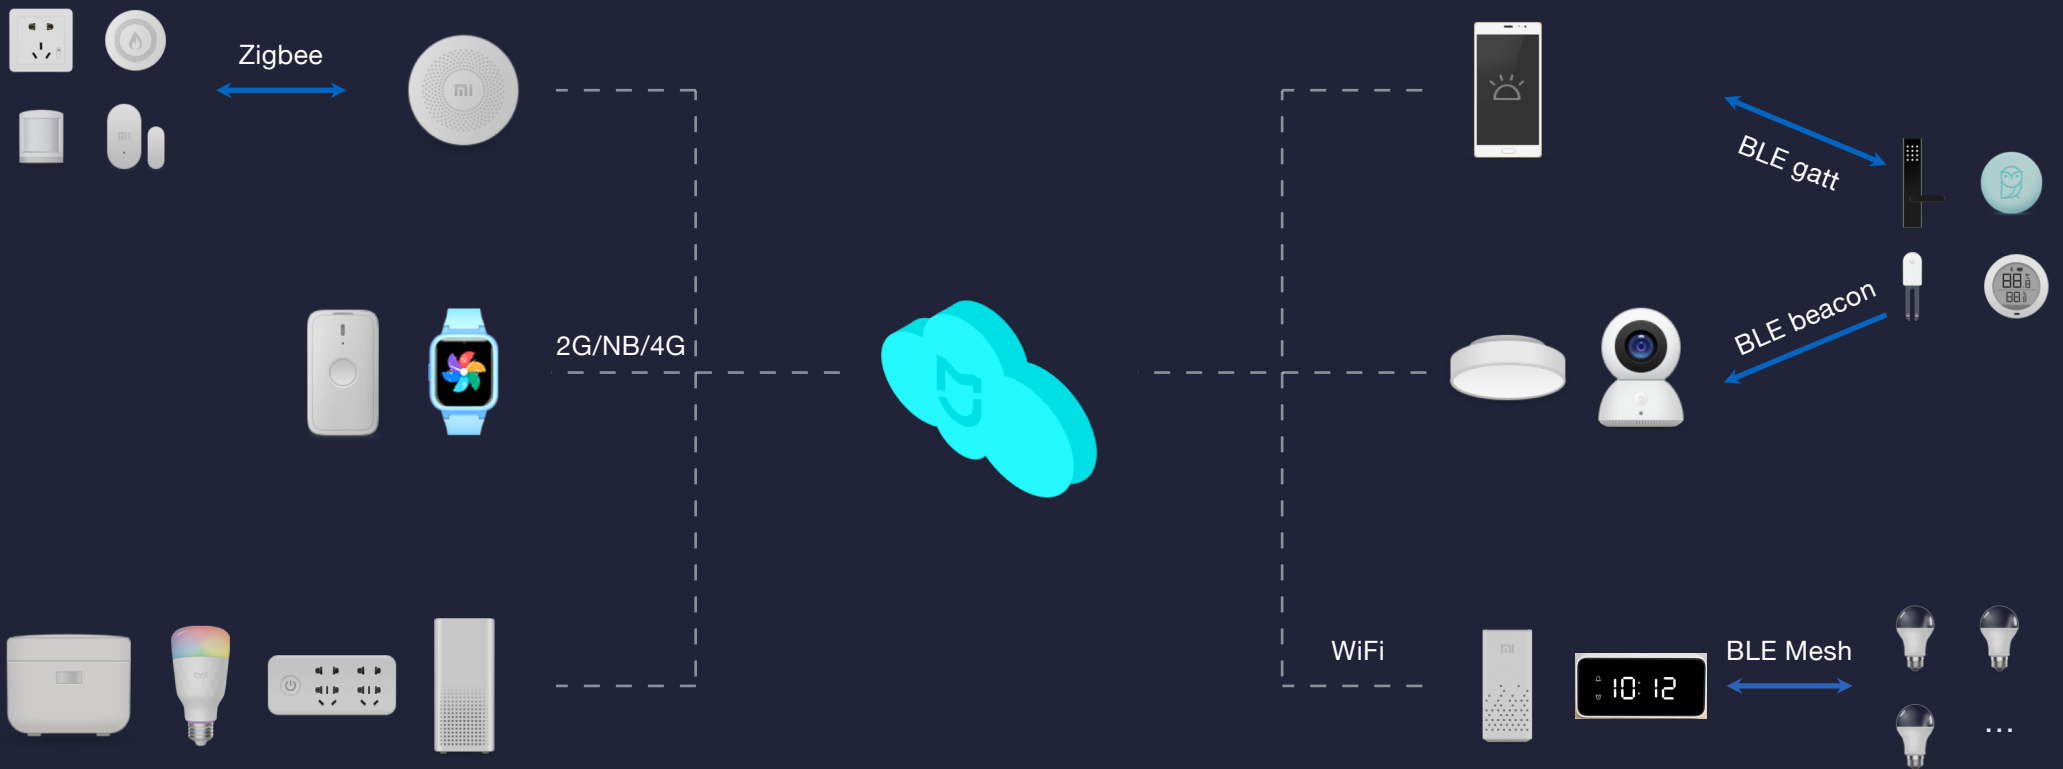 Zigbee
BLE gatt
BLE beacon
2G/NB/4G
WiFi
10:12
BLE Mesh
...